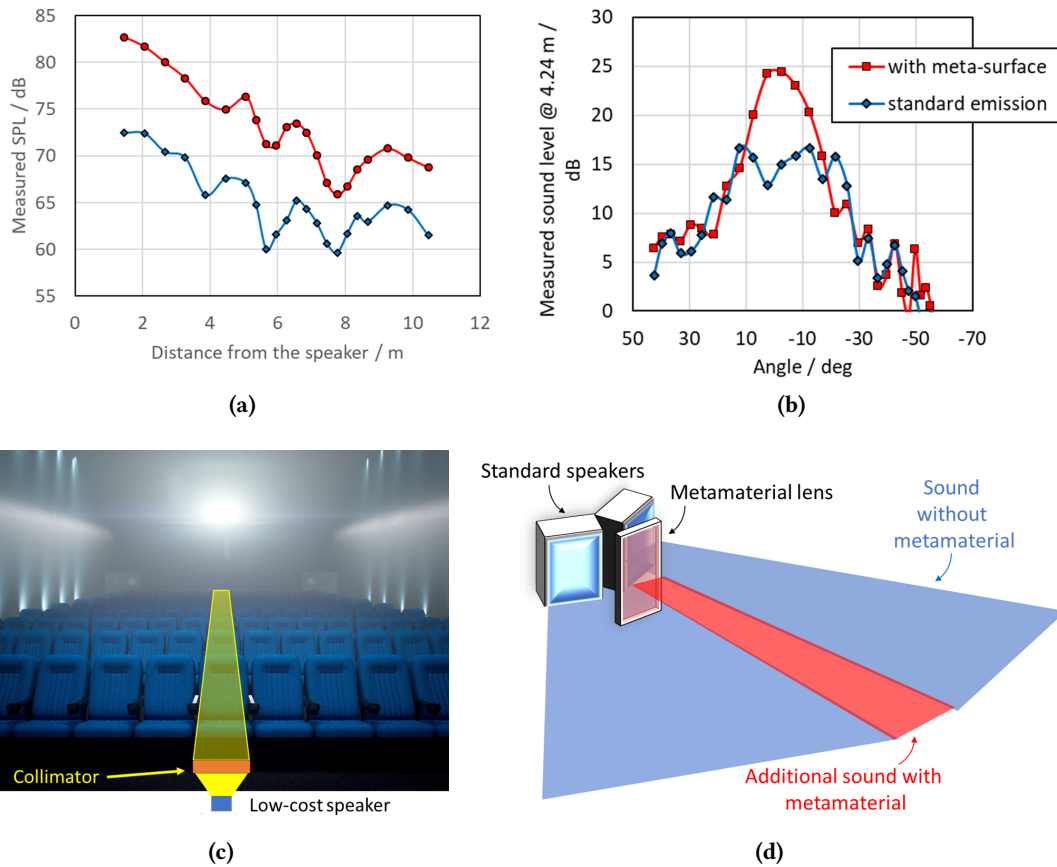 85
80
75
70
65
60
55
Measured SPL / dB
0 2 4 6 8 10 12
Distance from the speaker / m
(a)
30
25
20
15
10
5
0
Measured sound level @ 4.24 m /
dB
with meta-surface
standard emission
50 30 10 -10 -30 -50 -70
Angle / deg
(b)
Collimator
Low-cost speaker
(c)
Standard speakers
Metamaterial lens
Sound
without
metamaterial
Additional sound with
metamaterial
(d)